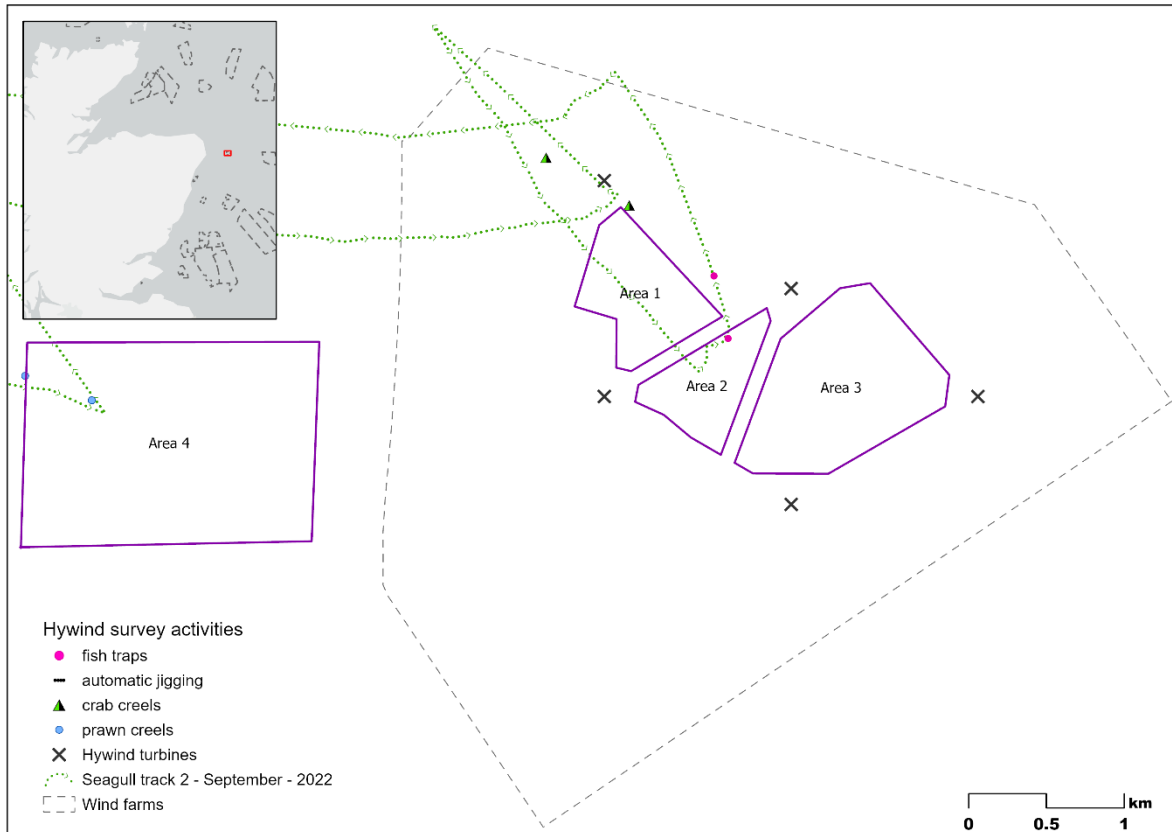 Area 1
Area 2
Area 3
Area 4
Hywind survey activities
fish traps
automatic jigging
crab creels
prawn creels
Hywind turbines
Seagull track 2 - September - 2022
Wind farms
km
0 0.5 1